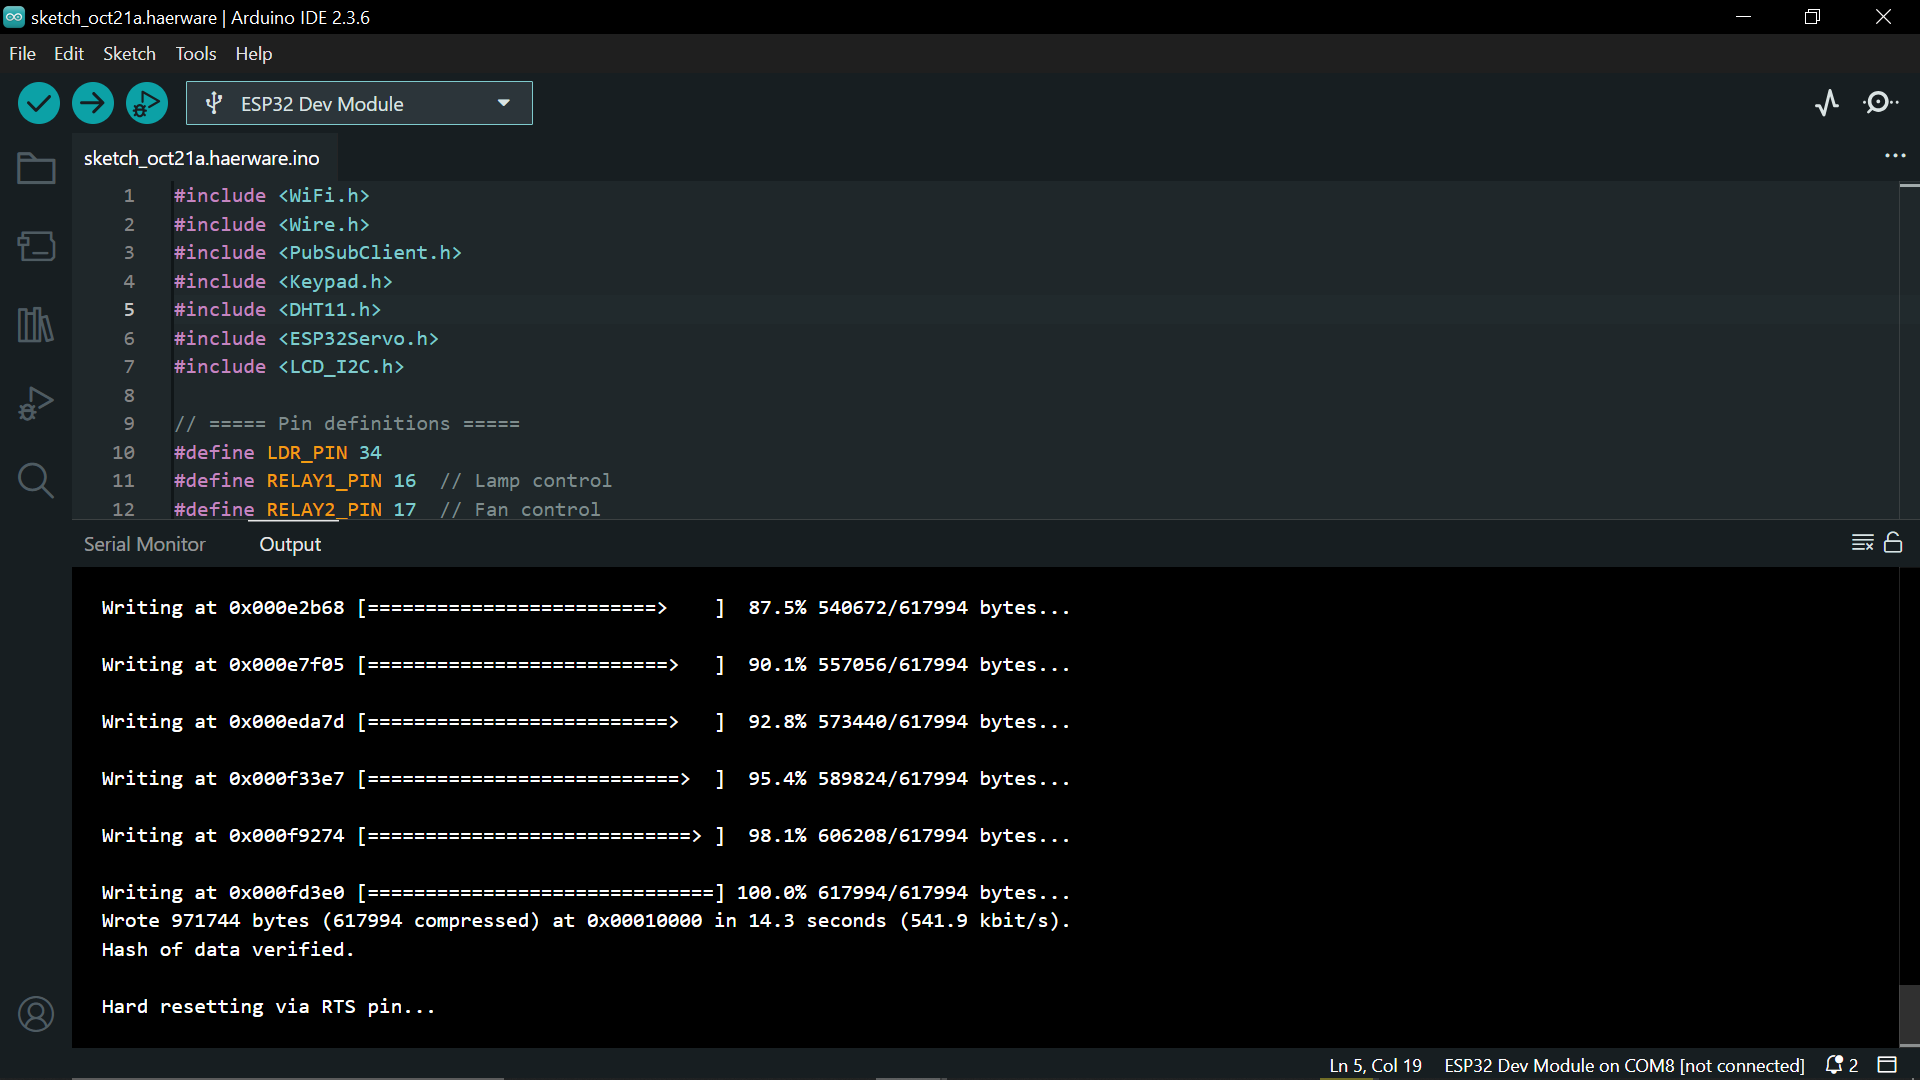 sketch_oct21a.haerware | Arduino IDE 2.3.6
File Edit Sketch Tools Help
ESP32 Dev Module
sketch_oct21a.haerware.ino
1 #include <WiFi.h>
2 #include <Wire.h>
3 #include <PubSubClient.h>
4 #include <Keypad.h>
5 #include <DHT11.h>
6 #include <ESP32Servo.h>
7 #include <LCD_I2C.h>
8
9 // ===== Pin definitions =====
10 #define LDR_PIN 34
11 #define RELAY1_PIN 16  // Lamp control
12 #define RELAY2_PIN 17  // Fan control
Serial Monitor Output
Writing at 0x000e2b68 [=========================>    ]  87.5% 540672/617994 bytes...
Writing at 0x000e7f05 [==========================>   ]  90.1% 557056/617994 bytes...
Writing at 0x000eda7d [==========================>   ]  92.8% 573440/617994 bytes...
Writing at 0x000f33e7 [===========================>  ]  95.4% 589824/617994 bytes...
Writing at 0x000f9274 [============================> ]  98.1% 606208/617994 bytes...
Writing at 0x000fd3e0 [==============================] 100.0% 617994/617994 bytes...
Wrote 971744 bytes (617994 compressed) at 0x00010000 in 14.3 seconds (541.9 kbit/s).
Hash of data verified.
Hard resetting via RTS pin...
Ln 5, Col 19 ESP32 Dev Module on COM8 [not connected] 2